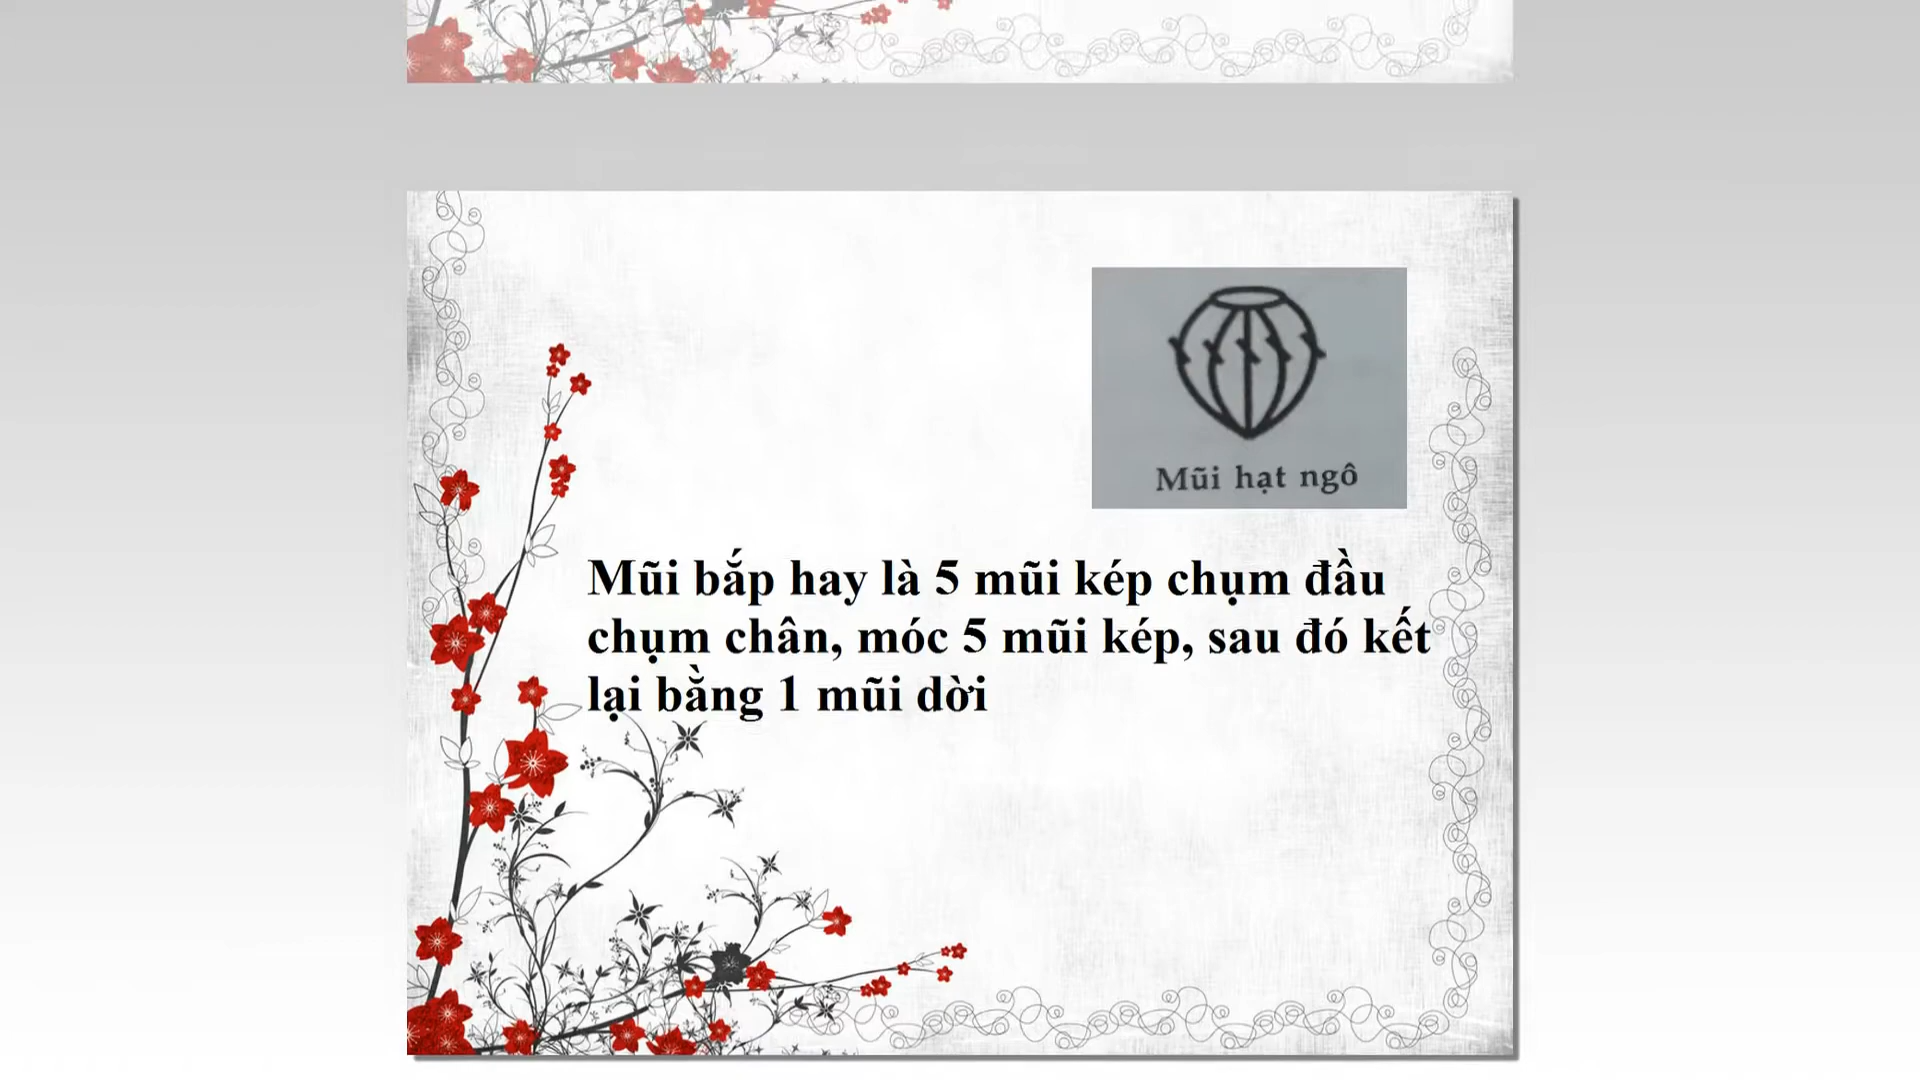 Mũi hạt ngô
Mũi bắp hay là 5 mũi kép chụm đầu
chụm chân, móc 5 mũi kép, sau đó kết
lại bằng 1 mũi dời